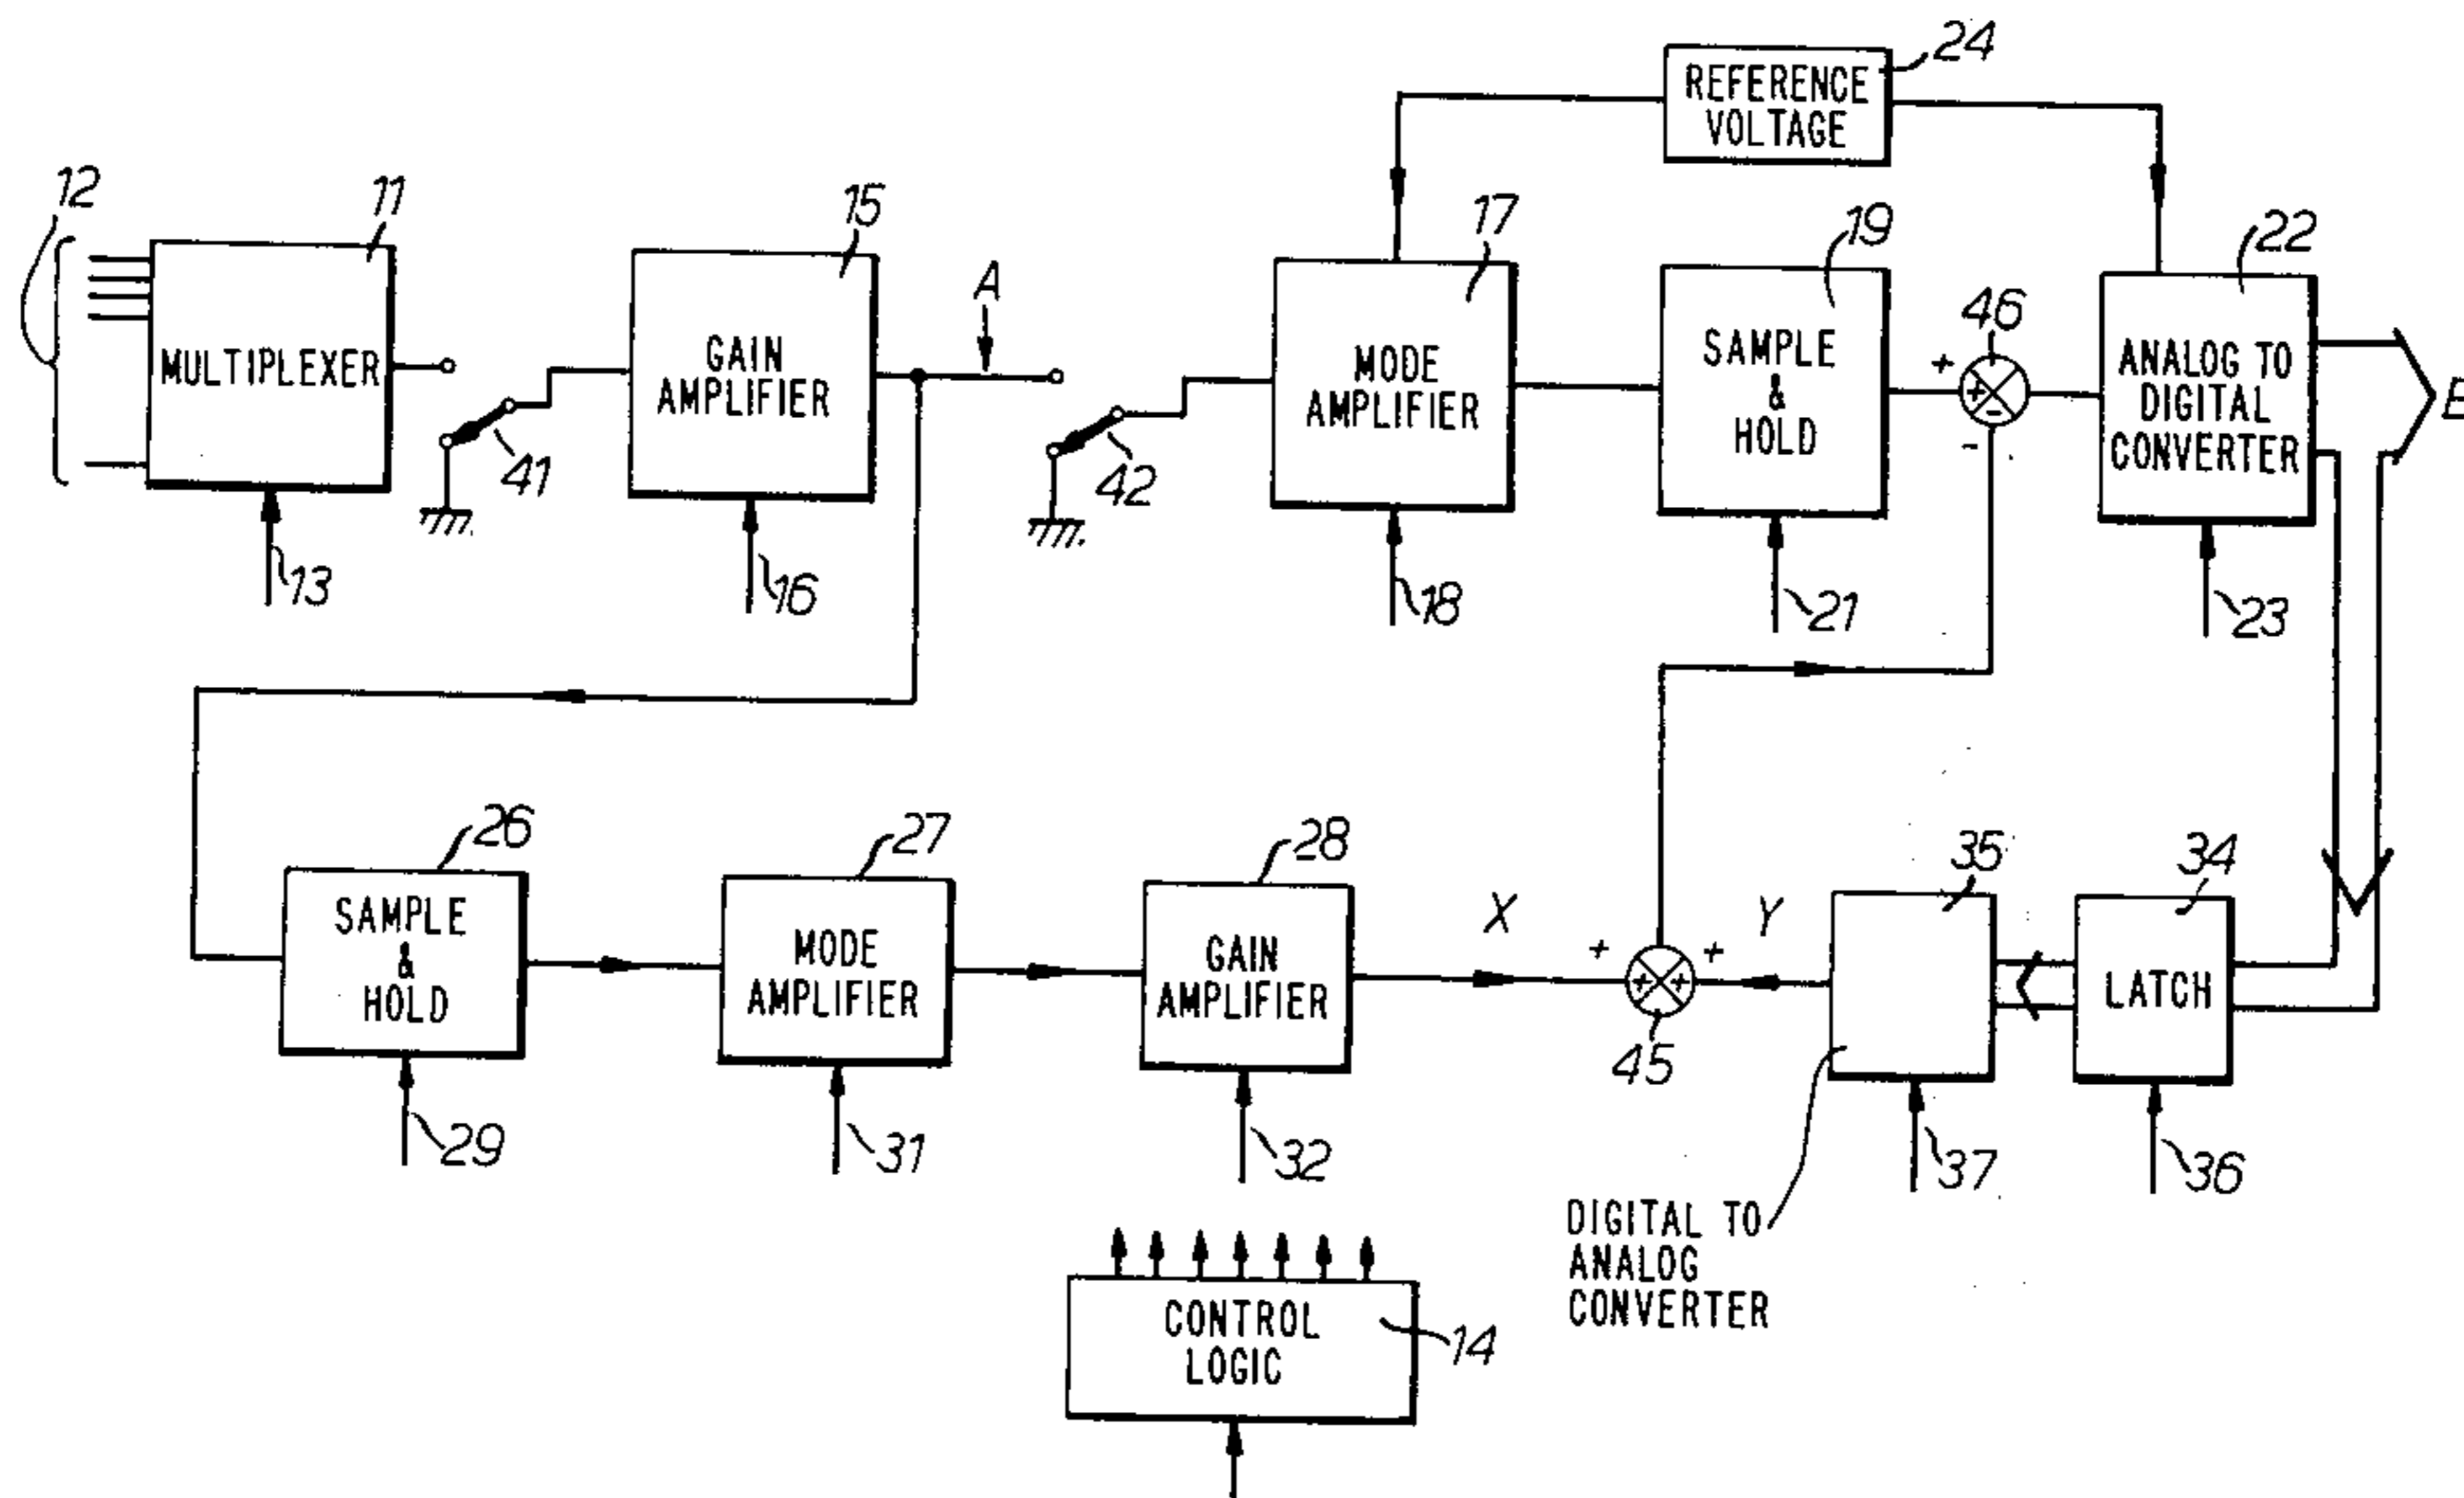 24
REFERENCE
VOLTAGE
12
11
15
A
17
19
22
46
MULTIPLEXER
GAIN
AMPLIFIER
MODE
AMPLIFIER
SAMPLE
&
HOLD
+
+
-
-
ANALOG TO
DIGITAL
CONVERTER
41
42
13
16
18
21
23
26
27
28
35
34
SAMPLE
&
HOLD
MODE
AMPLIFIER
GAIN
AMPLIFIER
X
Y
+
+
+
+
LATCH
45
29
31
32
37
36
DIGITAL TO
ANALOG
CONVERTER
CONTROL
LOGIC
14